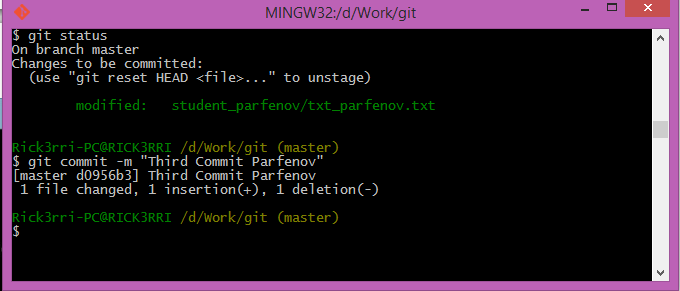 MINGW32:/d/Work/git
$ git status
On branch master
Changes to be committed:
  (use "git reset HEAD <file>..." to unstage)
        modified:   student_parfenov/txt_parfenov.txt
Rick3rri-PC@RICK3RRI /d/Work/git (master)
$ git commit -m "Third Commit Parfenov"
[master d0956b3] Third Commit Parfenov
 1 file changed, 1 insertion(+), 1 deletion(-)
Rick3rri-PC@RICK3RRI /d/Work/git (master)
$